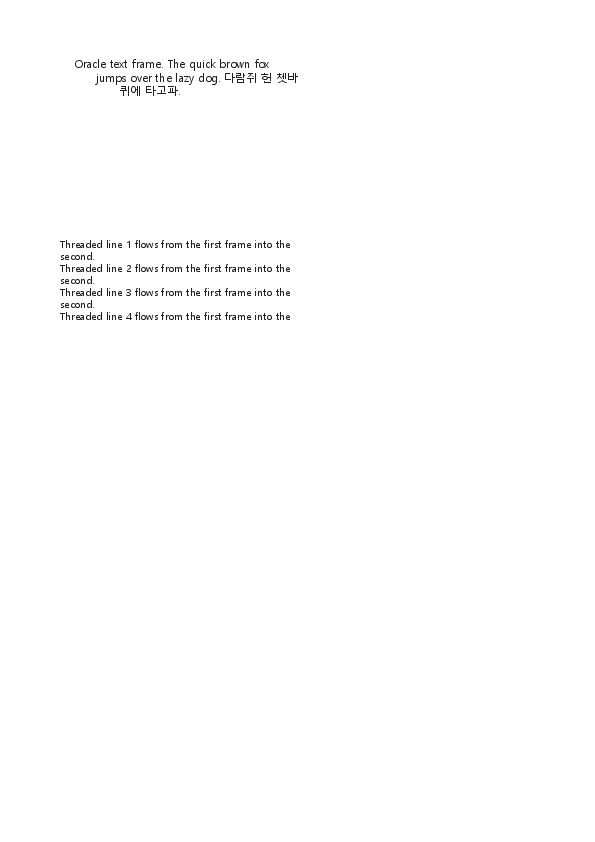 Oracle text frame. The quick brown fox
jumps over the lazy dog. 다람쥐 헌 쳇바
퀴에 타고파.
Threaded line 1 flows from the first frame into the
second.
Threaded line 2 flows from the first frame into the
second.
Threaded line 3 flows from the first frame into the
second.
Threaded line 4 flows from the first frame into the